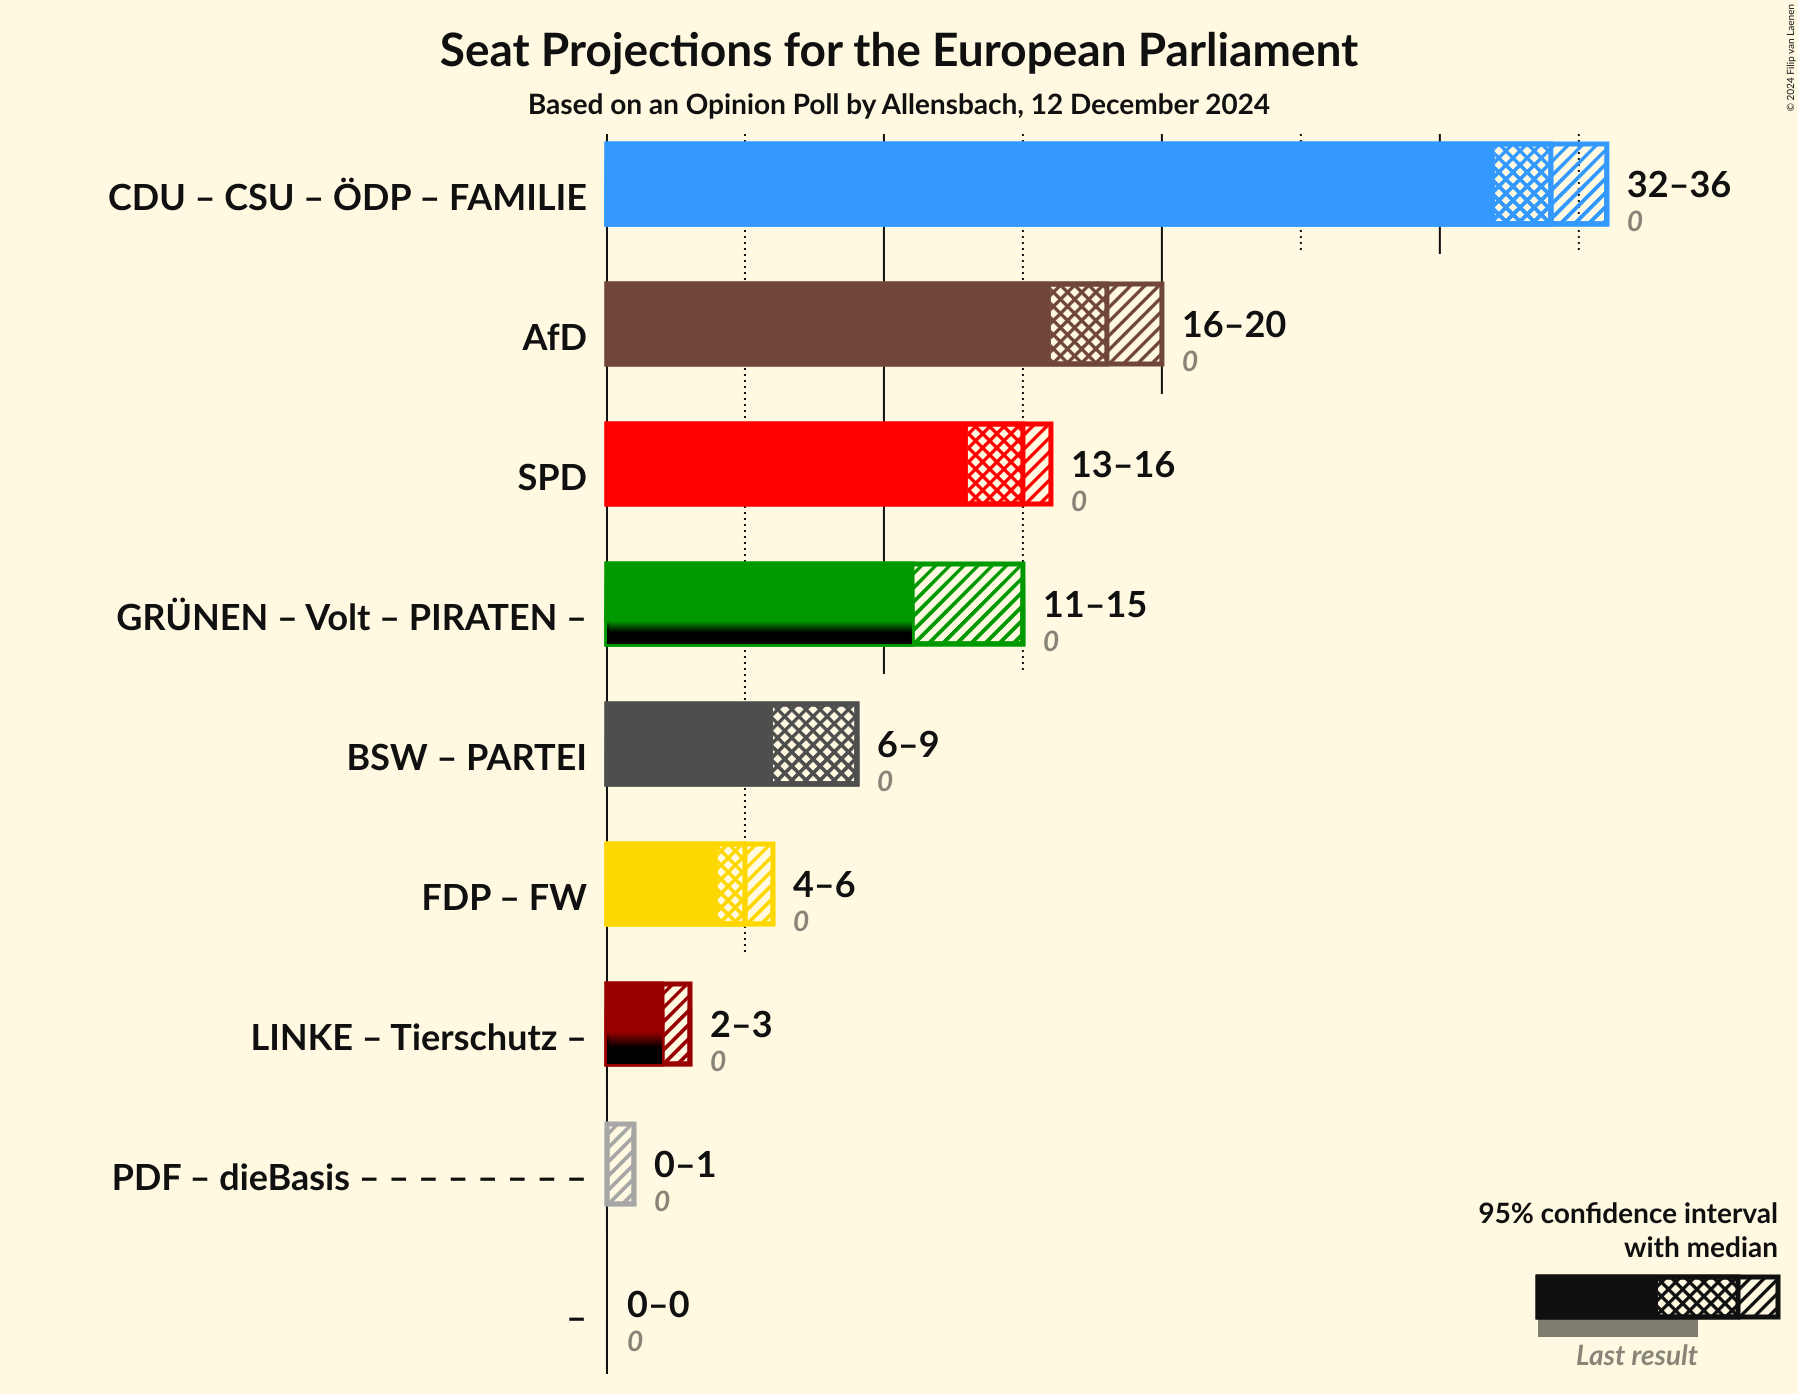 Seat Projections for the European Parliament
Based on an Opinion Poll by Allensbach, 12 December 2024
© 2024 Filip van Laenen
CDU – CSU – ÖDP – FAMILIE
32–36
0
AfD
16–20
0
SPD
13–16
0
GRÜNEN – Volt – PIRATEN –
11–15
0
BSW – PARTEI
6–9
0
FDP – FW
4–6
0
LINKE – Tierschutz –
2–3
0
PDF – dieBasis – – – – – – – –
0–1
0
–
0–0
0
95% confidence interval
with median
Last result